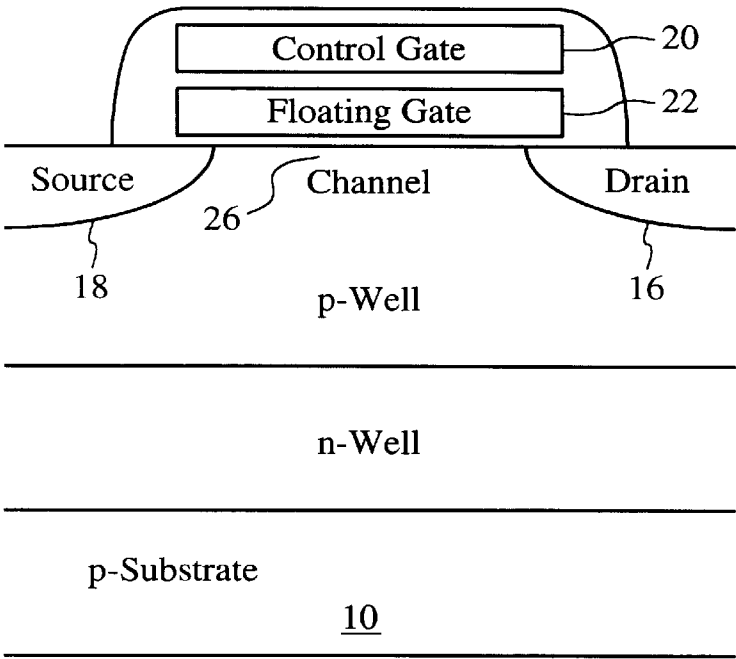 Control Gate
20
Floating Gate
22
Source
Channel
Drain
26
18
16
p-Well
n-Well
p-Substrate
10